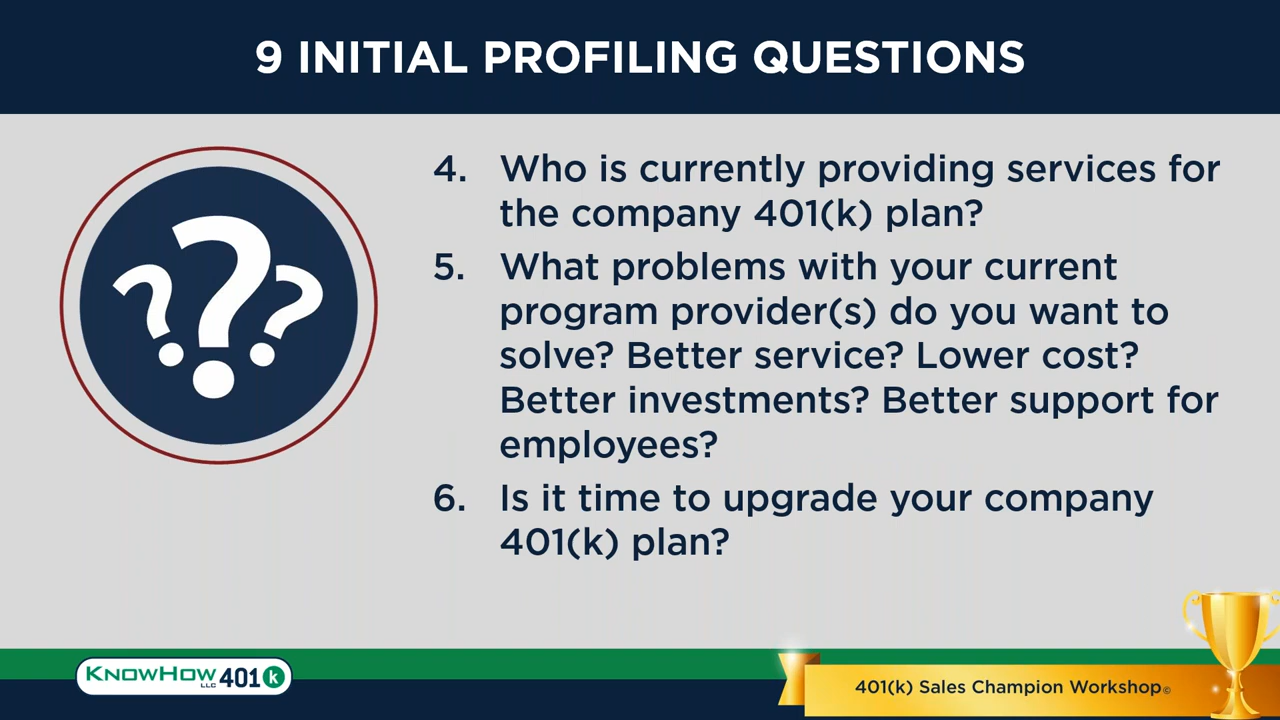 9 INITIAL PROFILING QUESTIONS
4. Who is currently providing services for
the company 401(k) plan?
5. What problems with your current
program provider(s) do you want to
solve? Better service? Lower cost?
Better investments? Better support for
employees?
6. Is it time to upgrade your company
401(k) plan?
KNOWHOW LLC 401 k
401(k) Sales Champion Workshop©